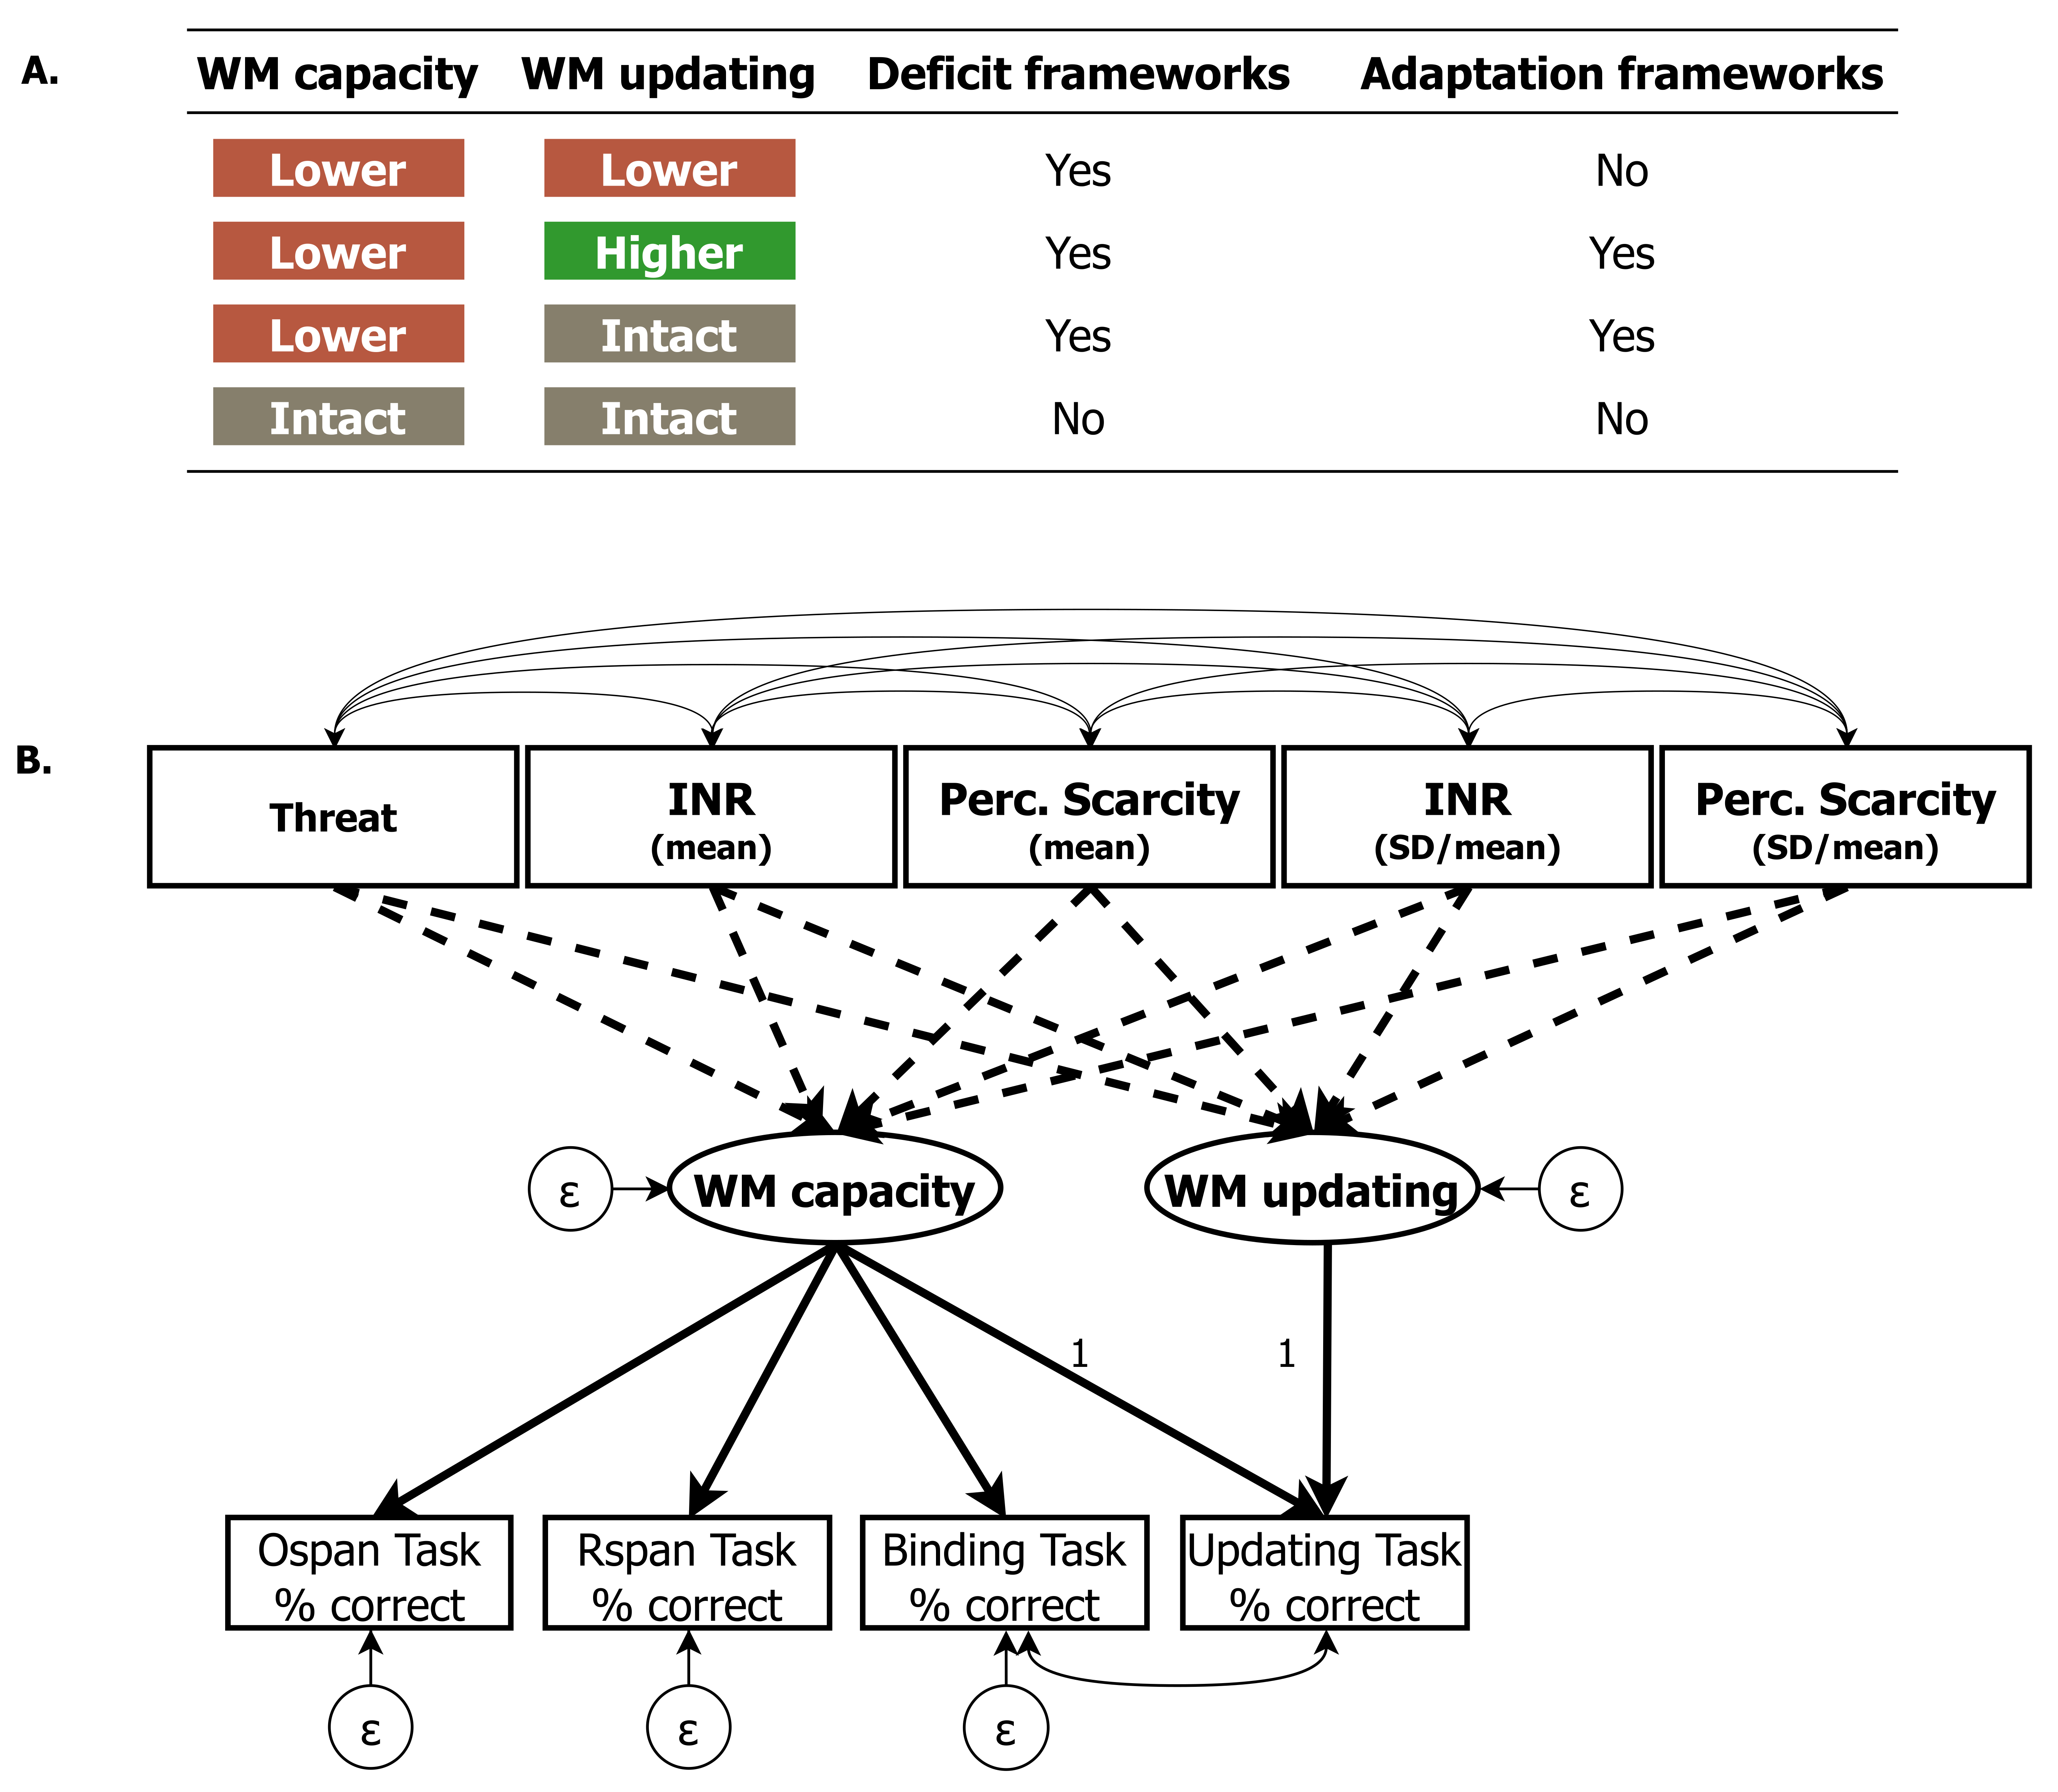 A.
WM capacity WM updating Deficit frameworks Adaptation frameworks
Lower Lower Yes No
Lower Higher Yes Yes
Lower Intact Yes Yes
Intact Intact No No
B.
Threat
INR
(mean)
Perc. Scarcity
(mean)
INR
(SD/mean)
Perc. Scarcity
(SD/mean)
ε
WM capacity
WM updating
ε
1
1
Ospan Task
% correct
Rspan Task
% correct
Binding Task
% correct
Updating Task
% correct
ε
ε
ε